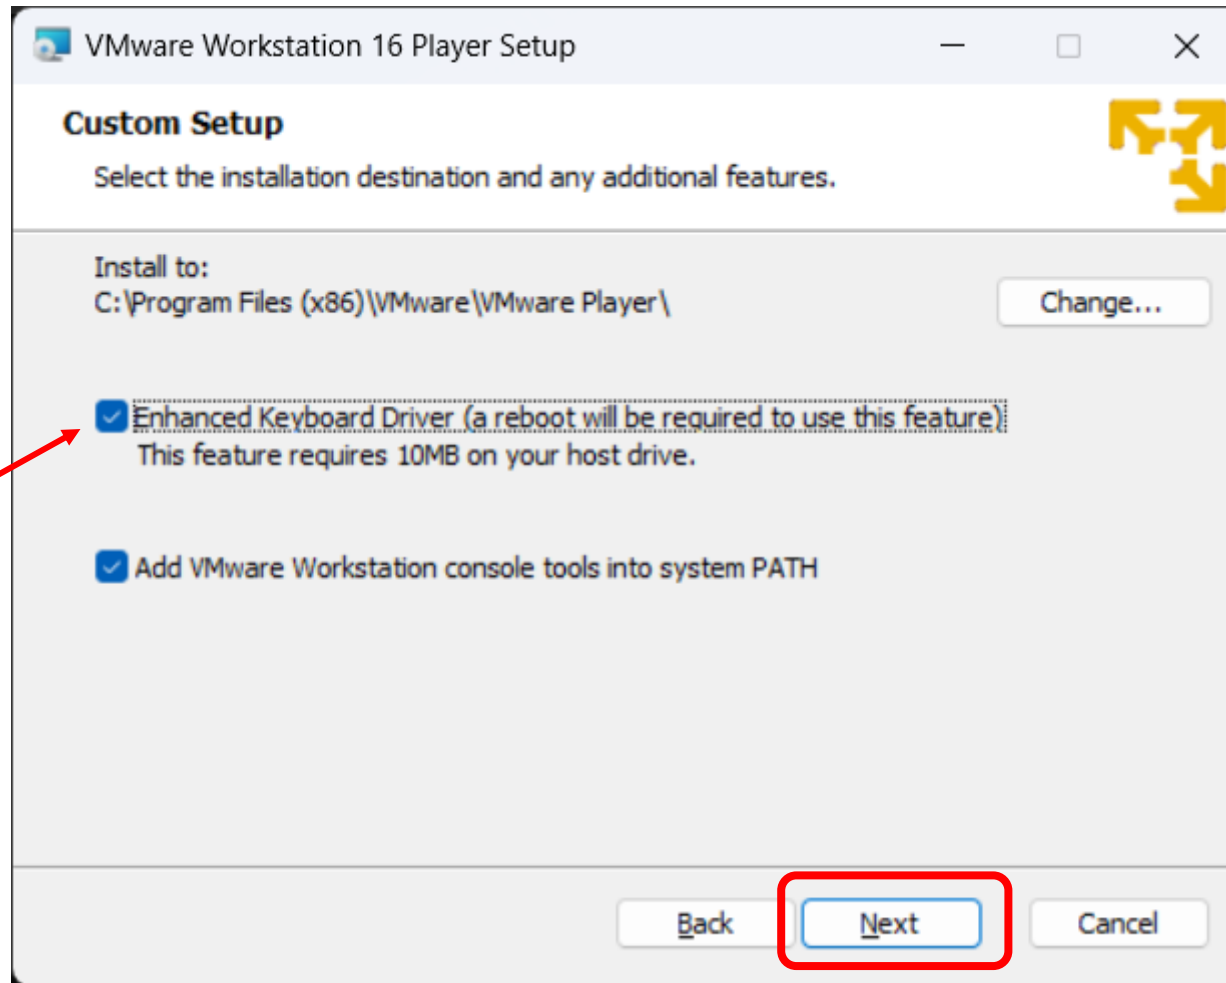 VMware Workstation 16 Player Setup
Custom Setup
Select the installation destination and any additional features.
Install to:
C:\Program Files (x86)\VMware\VMware Player\
Change...
Enhanced Keyboard Driver (a reboot will be required to use this feature)
This feature requires 10MB on your host drive.
Add VMware Workstation console tools into system PATH
Back
Next
Cancel